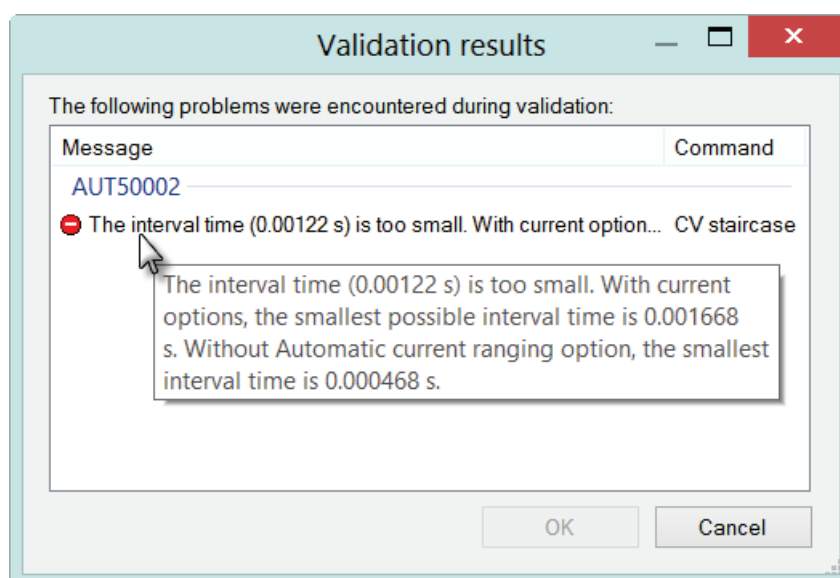 Validation results
The following problems were encountered during validation:
Message Command
AUT50002
The interval time (0.00122 s) is too small. With current option... CV staircase
The interval time (0.00122 s) is too small. With current
options, the smallest possible interval time is 0.001668
s. Without Automatic current ranging option, the smallest
interval time is 0.000468 s.
OK Cancel